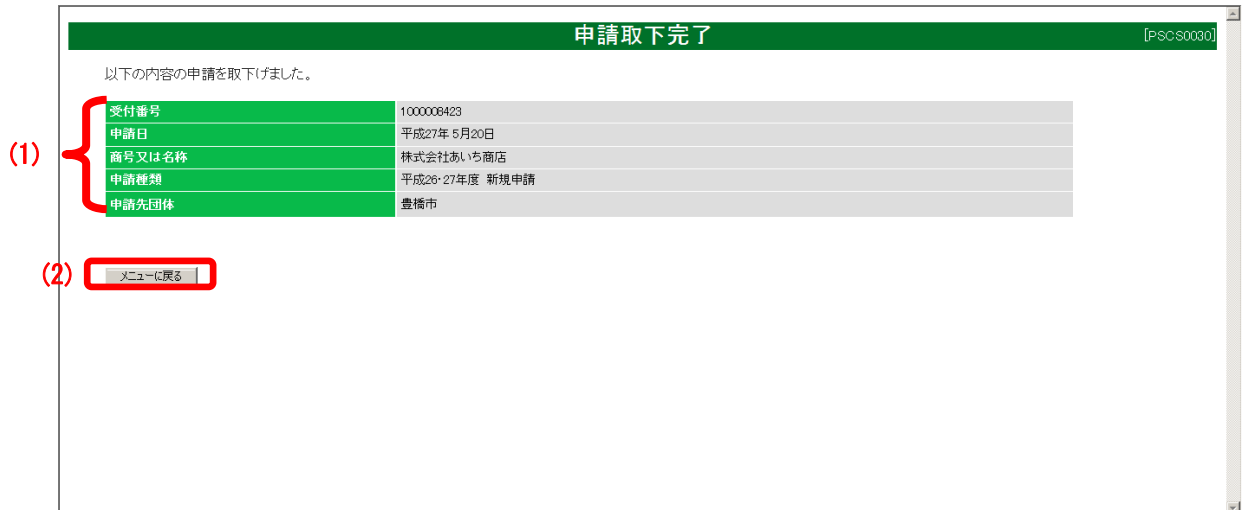 申請取下完了
[PSCS0030]
以下の内容の申請を取下げました。
(1)
受付番号 1000008423
申請日 平成27年 5月20日
商号又は名称 株式会社あいち商店
申請種類 平成26・27年度 新規申請
申請先団体 豊橋市
(2)
メニューに戻る